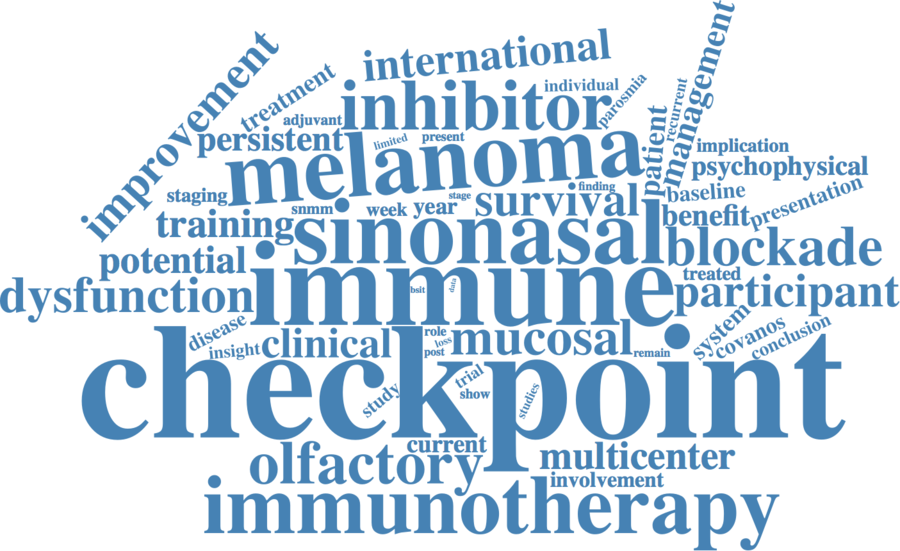 improvement
international
management
treatment
inhibitor
individual
parosmia
recurrent
adjuvant
persistent
limited
present
patient
implication
melanoma
psychophysical
finding
baseline
staging
snmm
week
year
stage
survival
benefit
presentation
training
sinonasal
blockade
potential
immune
treated
dysfunction
bsit
data
participant
disease
insight
clinical
role
loss
post
mucosal
remain
system
covanos
conclusion
checkpoint
study
trial
show
studies
current
olfactory
multicenter
involvement
immunotherapy